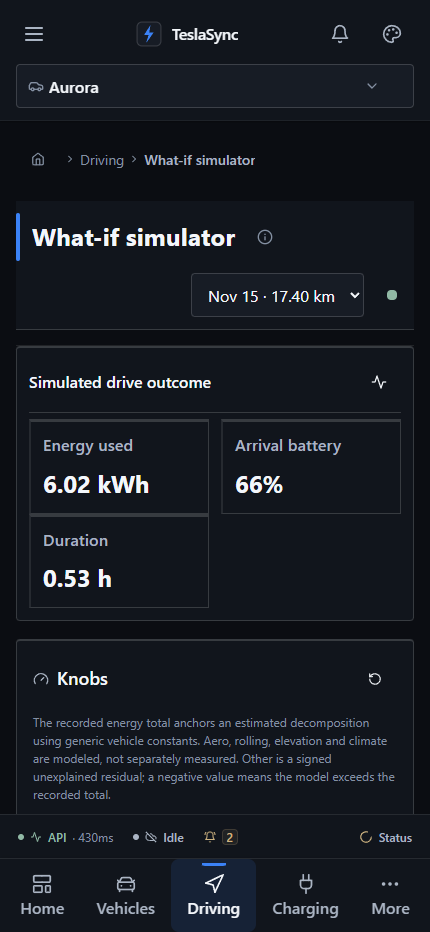 TeslaSync
Aurora
Driving What-if simulator
What-if simulator
Nov 15 · 17.40 km
Simulated drive outcome
Energy used
6.02 kWh
Arrival battery
66%
Duration
0.53 h
Knobs
The recorded energy total anchors an estimated decomposition
using generic vehicle constants. Aero, rolling, elevation and climate
are modeled, not separately measured. Other is a signed
unexplained residual; a negative value means the model exceeds the
recorded total.
API · 430ms Idle 2 Status
Home Vehicles Driving Charging More